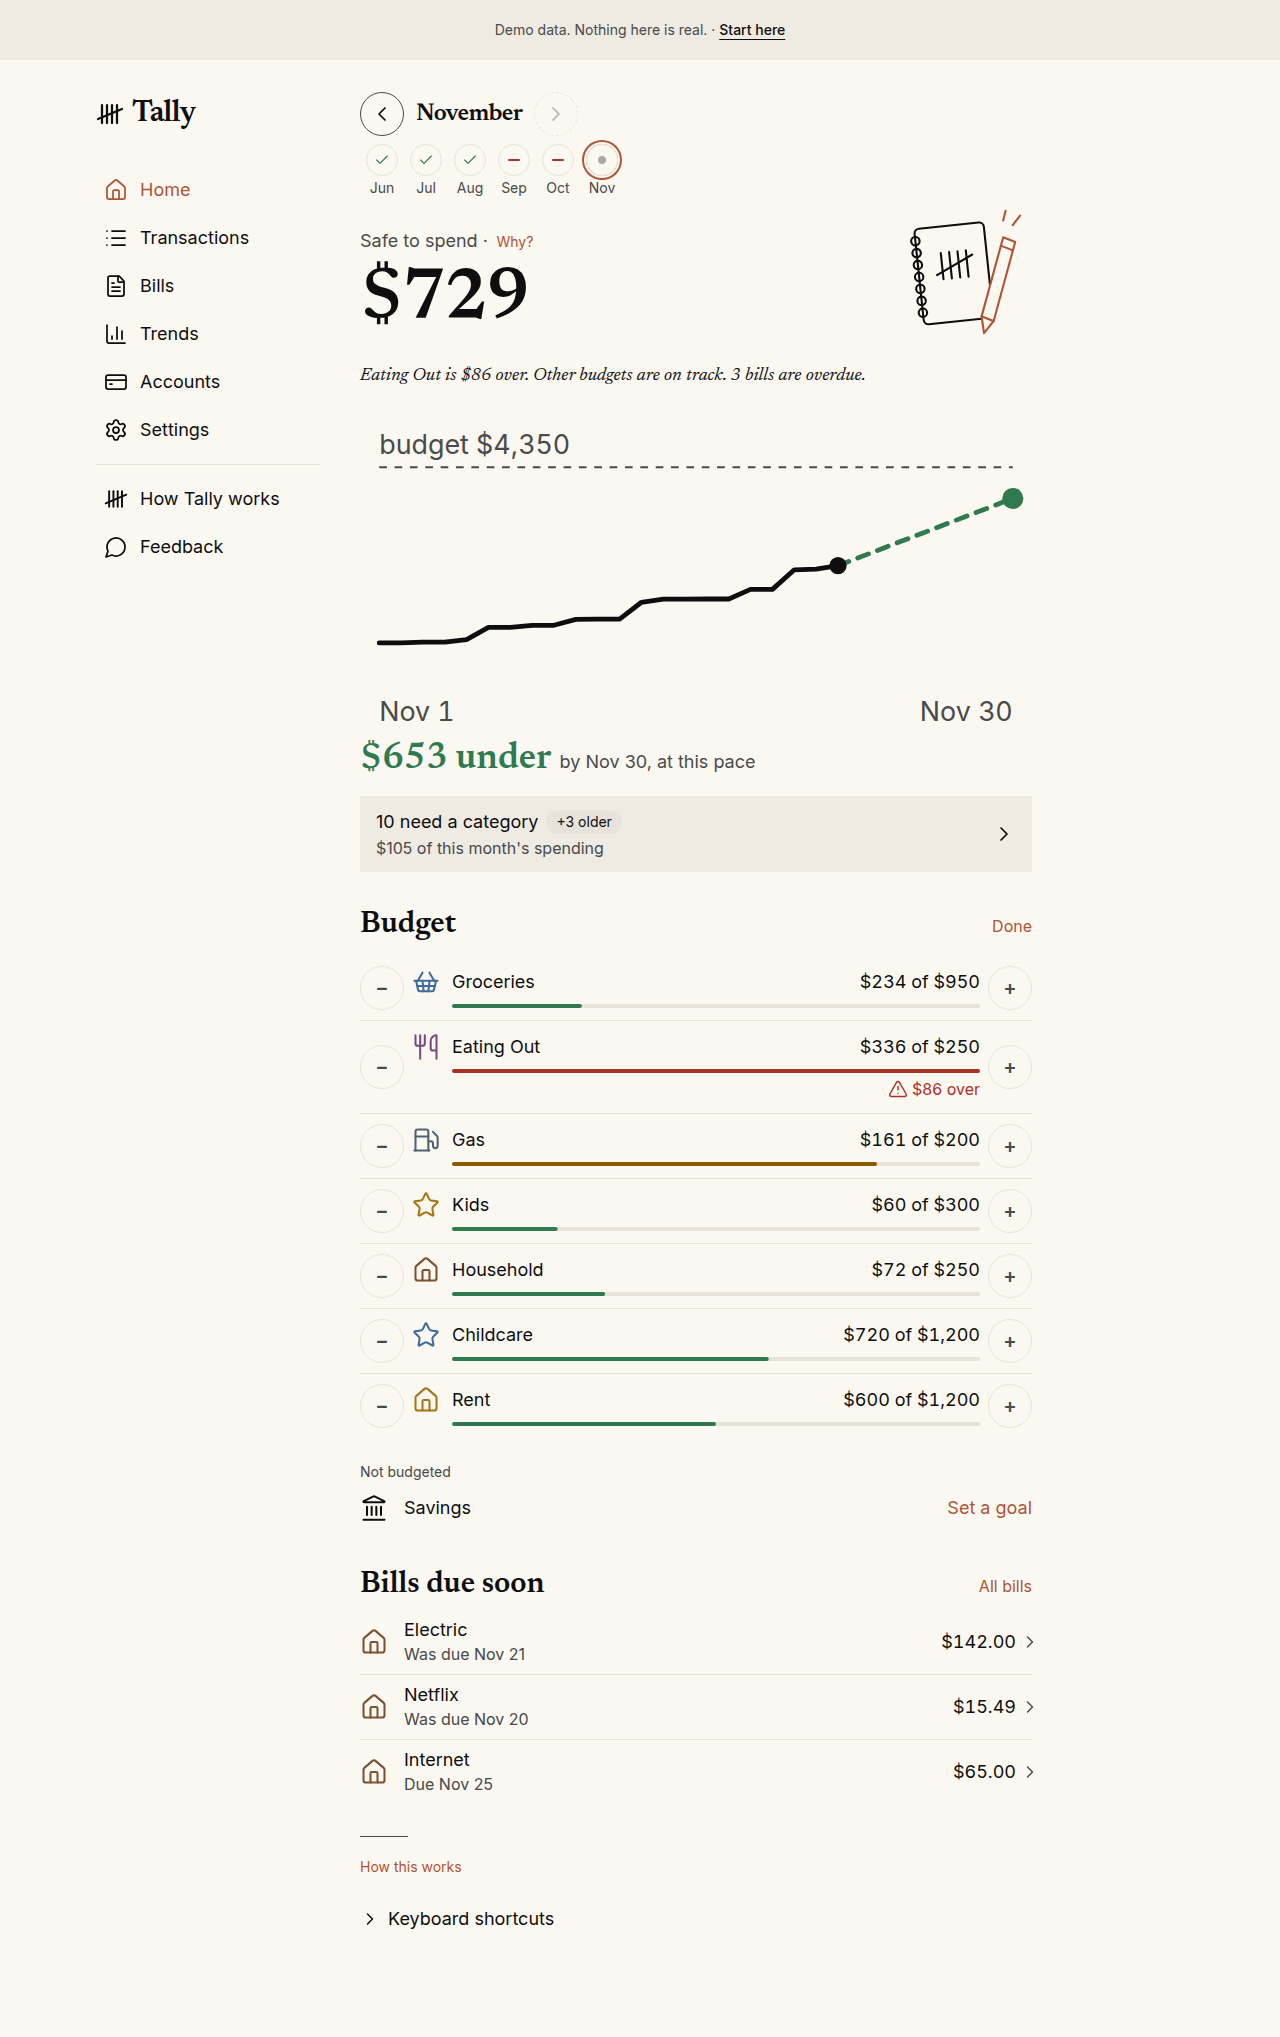 Demo data. Nothing here is real. · Start here
Tally
Home
Transactions
Bills
Trends
Accounts
Settings
How Tally works
Feedback
November
Jun Jul Aug Sep Oct Nov
Safe to spend · Why?
$729
Eating Out is $86 over. Other budgets are on track. 3 bills are overdue.
budget $4,350
Nov 1 Nov 30
$653 under by Nov 30, at this pace
10 need a category +3 older
$105 of this month's spending
Budget Done
− Groceries $234 of $950 +
− Eating Out $336 of $250 +
$86 over
− Gas $161 of $200 +
− Kids $60 of $300 +
− Household $72 of $250 +
− Childcare $720 of $1,200 +
− Rent $600 of $1,200 +
Not budgeted
Savings Set a goal
Bills due soon All bills
Electric $142.00
Was due Nov 21
Netflix $15.49
Was due Nov 20
Internet $65.00
Due Nov 25
How this works
Keyboard shortcuts